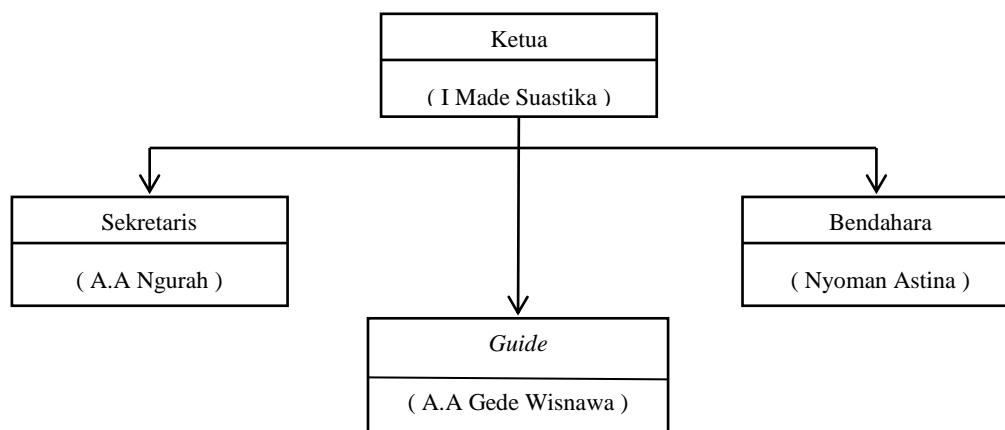 Ketua
( I Made Suastika )
Sekretaris
( A.A Ngurah )
Bendahara
( Nyoman Astina )
Guide
( A.A Gede Wisnawa )